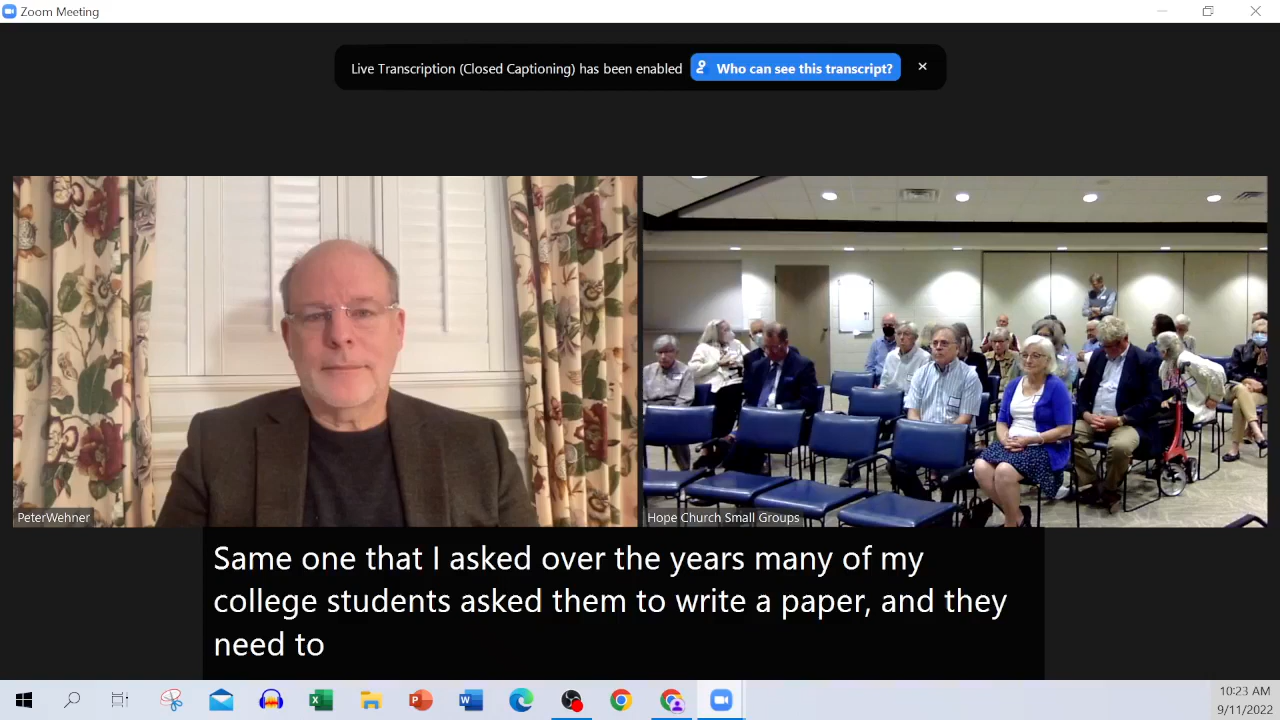 Zoom Meeting
Live Transcription (Closed Captioning) has been enabled
Who can see this transcript?
PeterWehner
Hope Church Small Groups
Same one that I asked over the years many of my
college students asked them to write a paper, and they
need to
10:23 AM
9/11/2022